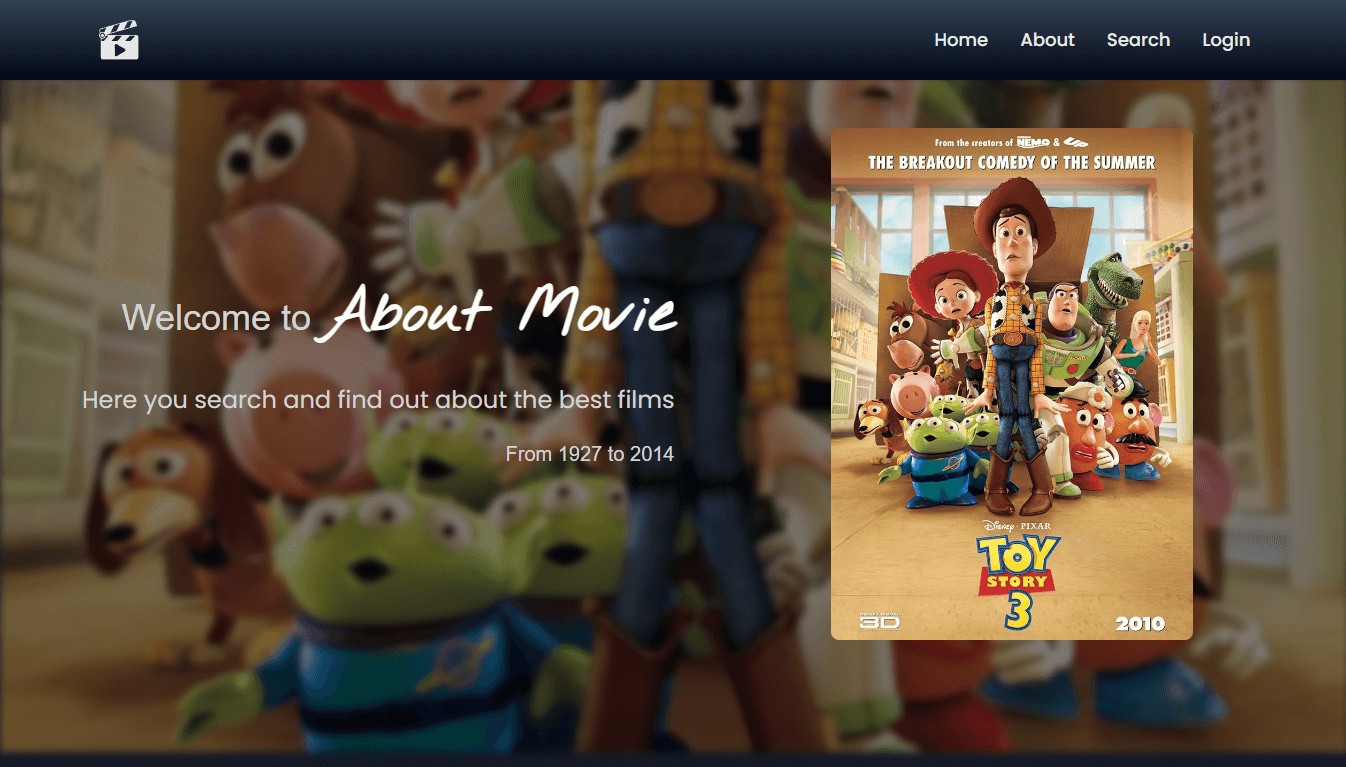 Home About Search Login
Welcome to About Movie
Here you search and find out about the best films
From 1927 to 2014
From the creators of NEMO & UP
THE BREAKOUT COMEDY OF THE SUMMER
Disney · PIXAR
TOY
STORY
3
3D
2010